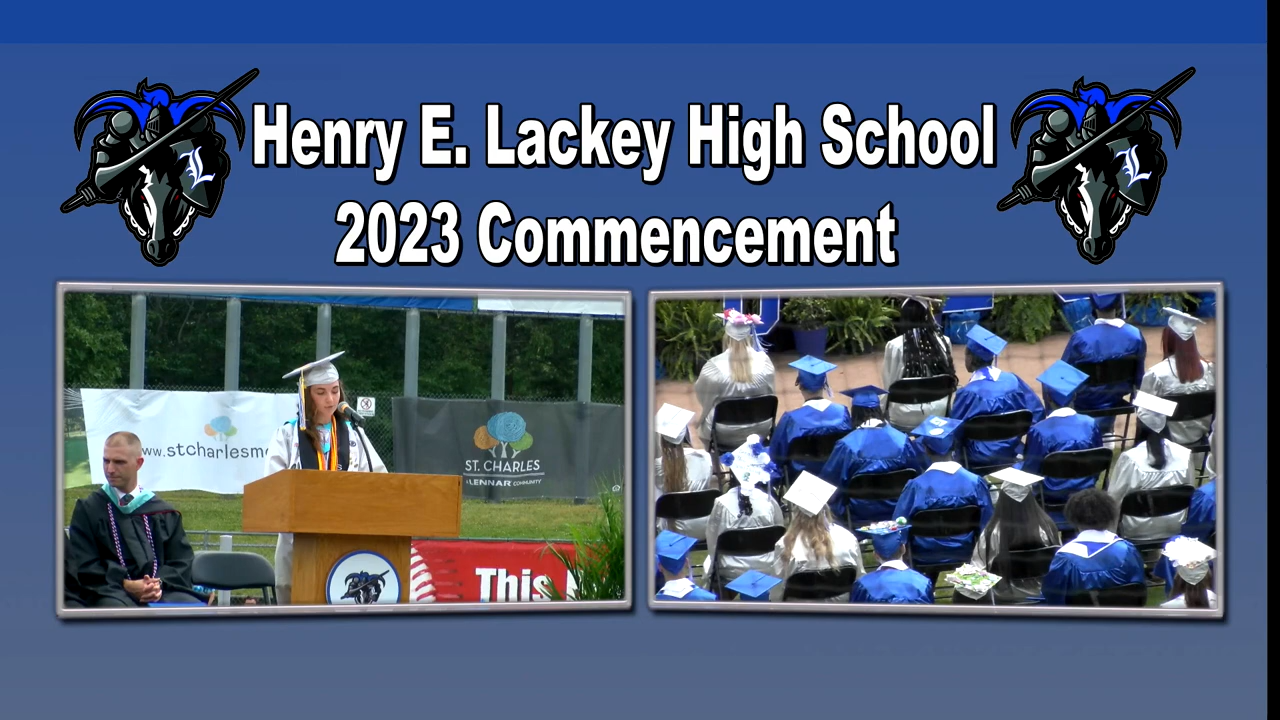 Henry E. Lackey High School
2023 Commencement
L
L
www.stcharlesm
ST. CHARLES
A LENNAR COMMUNITY
This